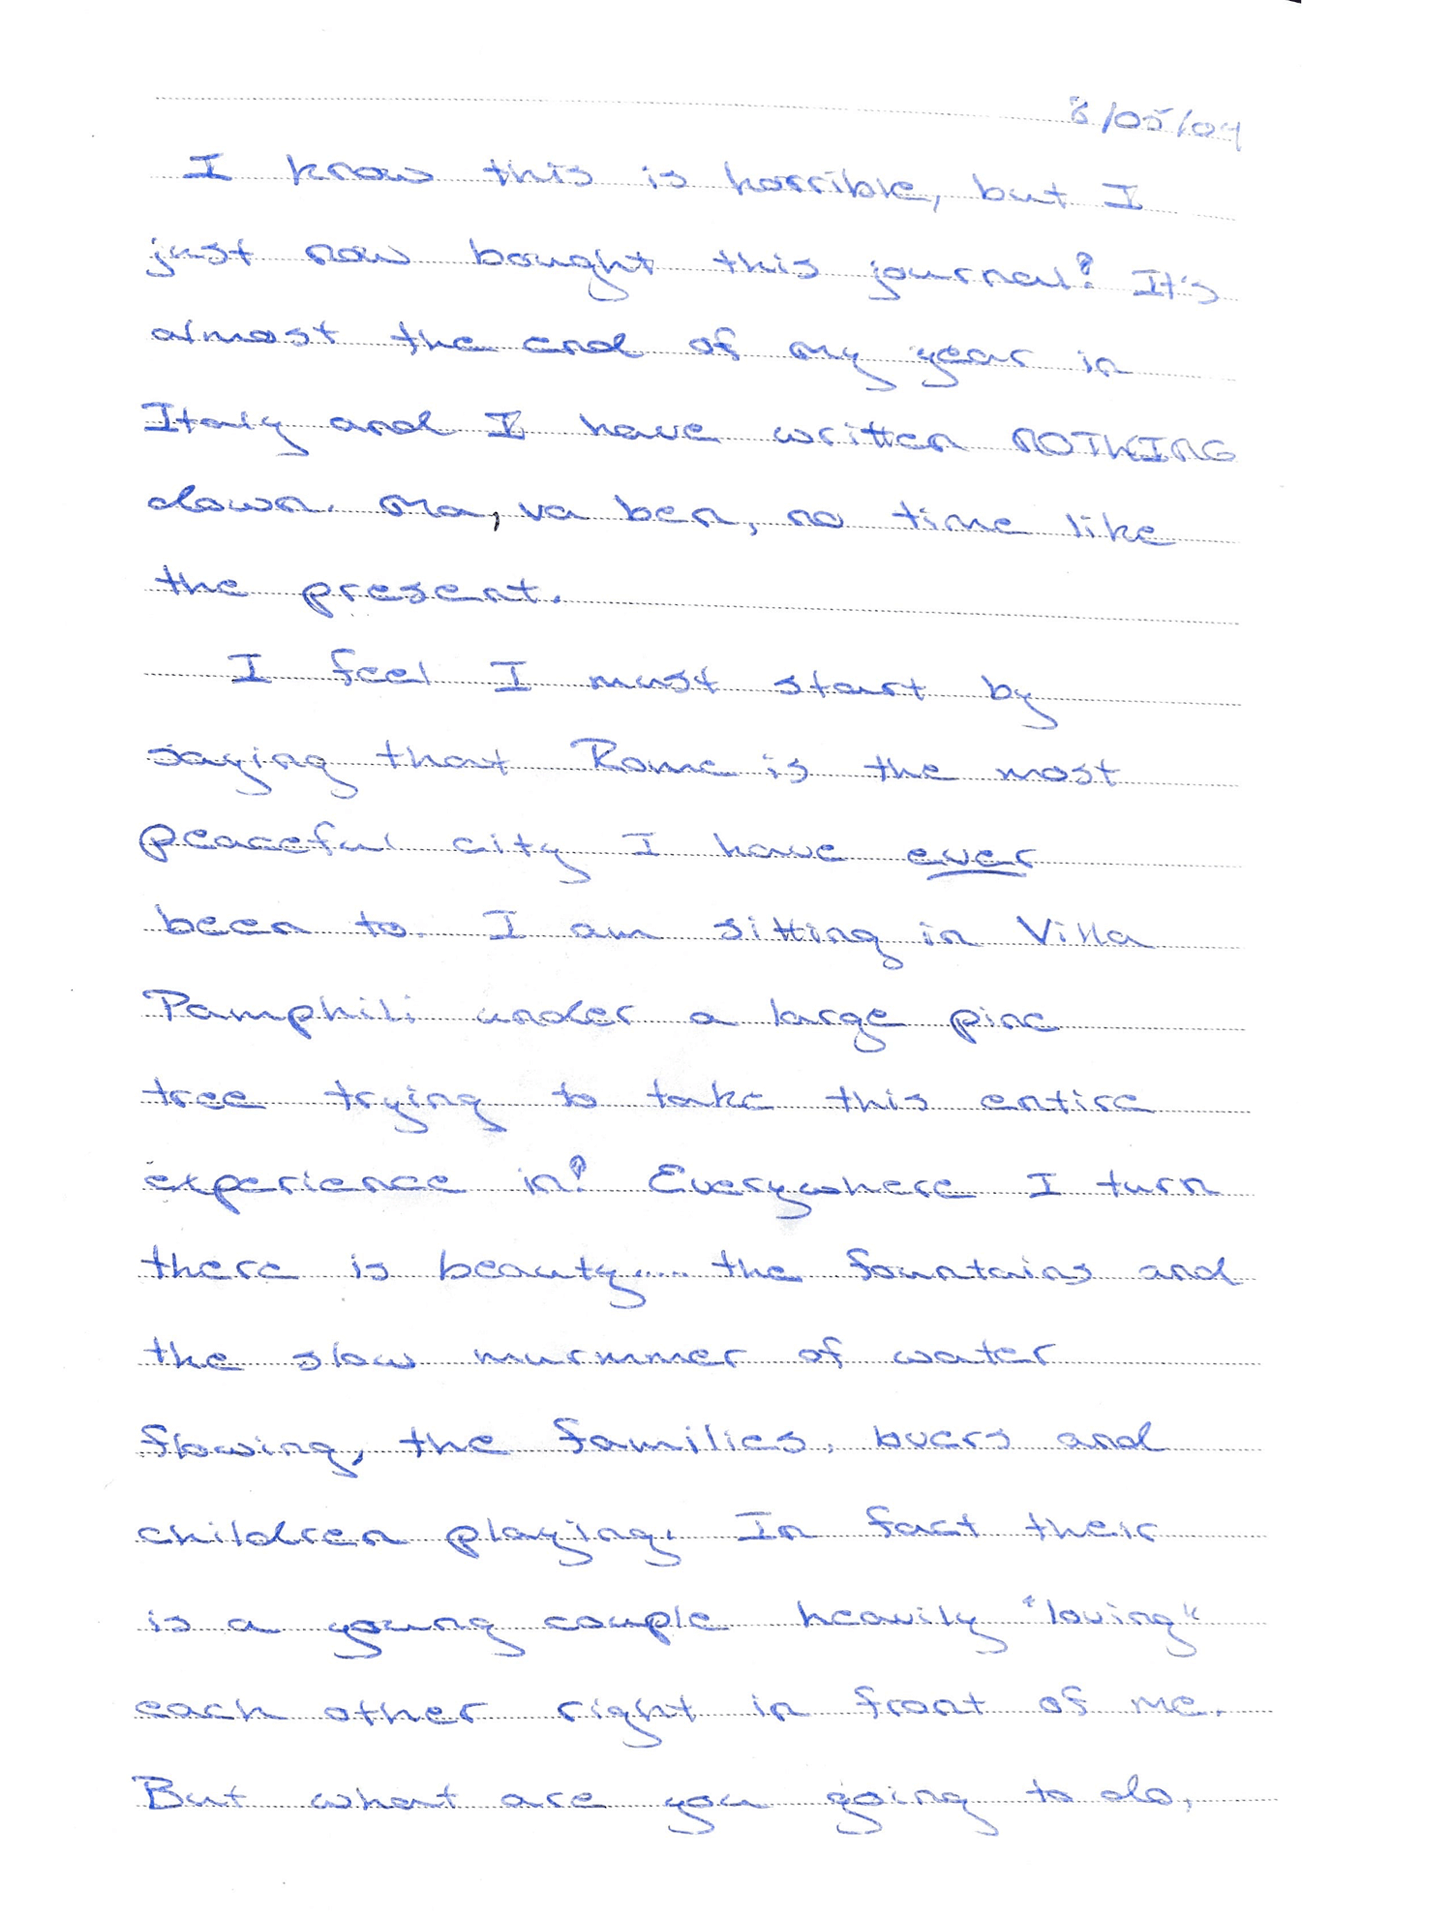 8/05/04
I know this is horrible, but I
just now bought this journal! It's
almost the end of my year in
Italy and I have written NOTHING
down. Ma, va ben, no time like
the present.
I feel I must start by
saying that Rome is the most
peaceful city I have ever
been to. I am sitting in Villa
Pamphili under a large pine
tree trying to take this entire
experience in! Everywhere I turn
there is beauty..... the fountains and
the slow murmmer of water
flowing, the families, and
children playing. In fact their
is a young couple heavily "loving"
each other right in front of me.
But what are you going to do,